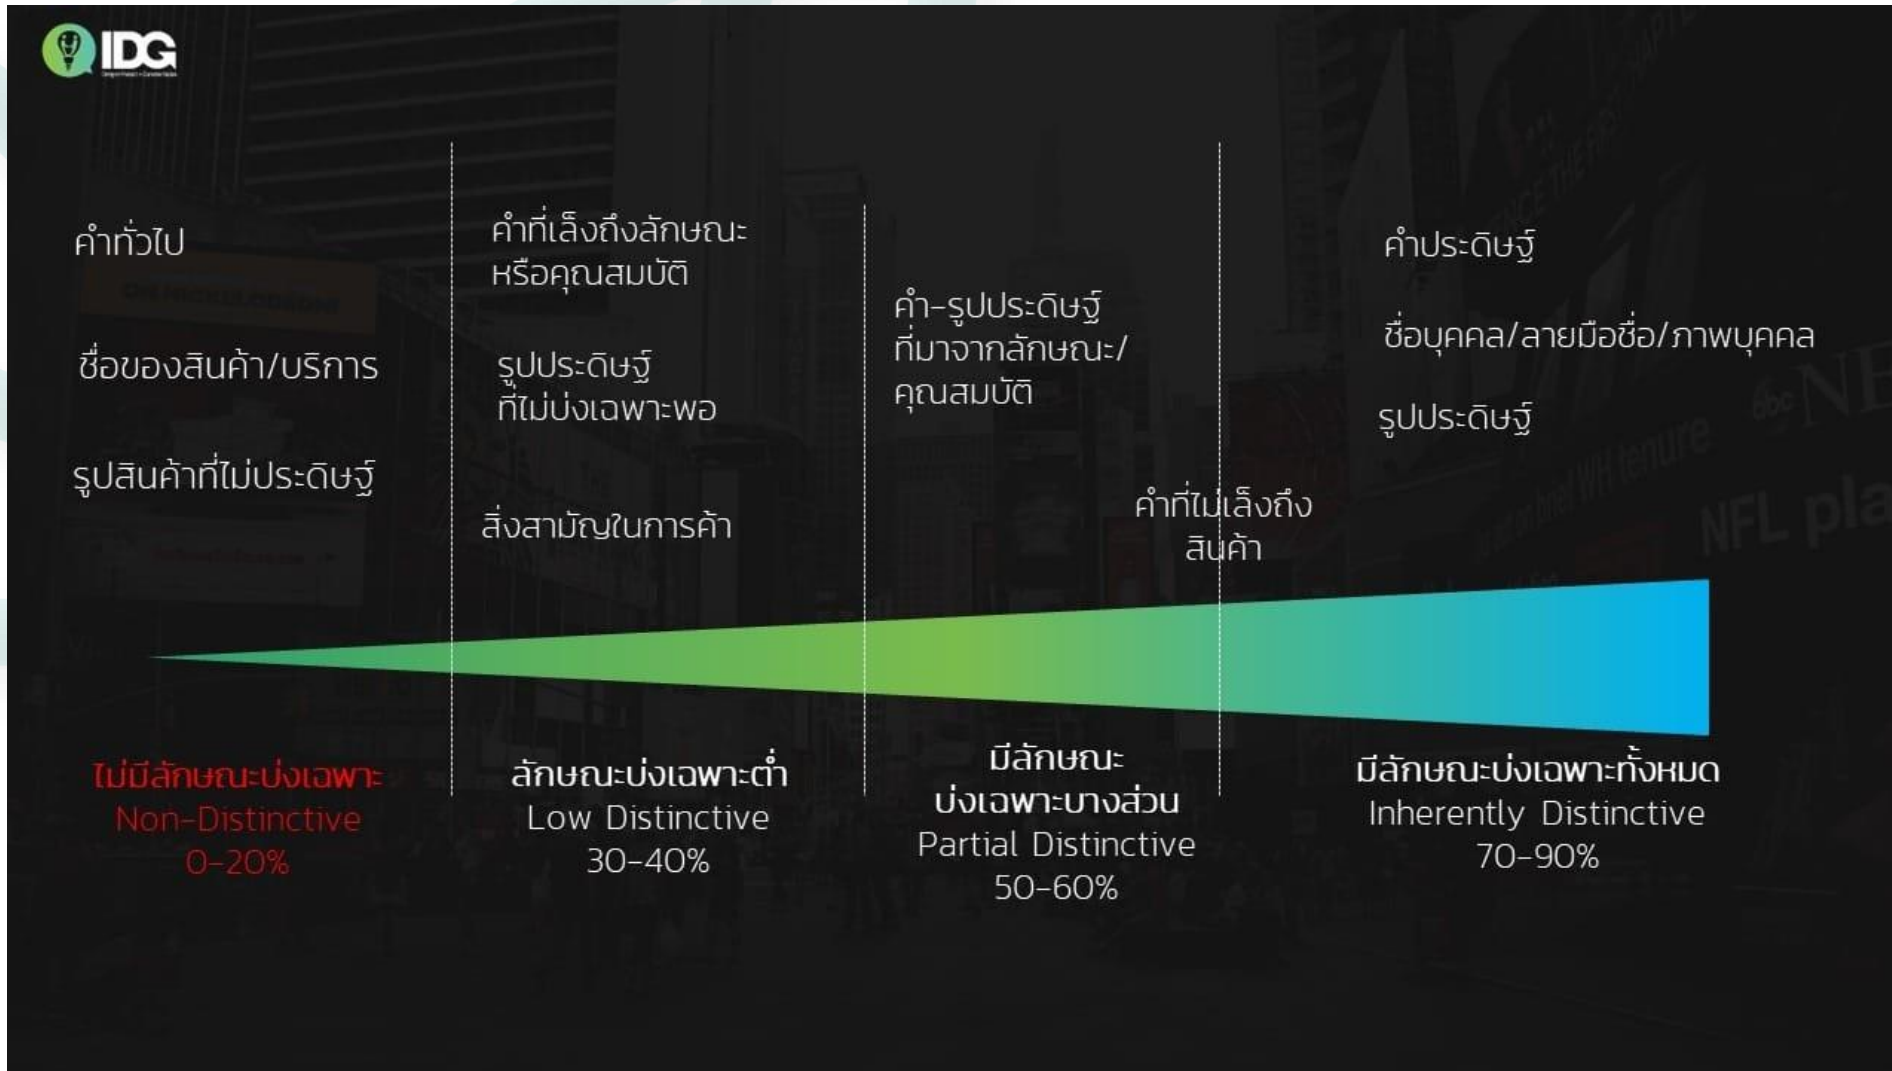 IDG
คำทั่วไป
ชื่อของสินค้า/บริการ
รูปสินค้าที่ไม่ประดิษฐ์
คำที่เล็งถึงลักษณะ
หรือคุณสมบัติ
รูปประดิษฐ์
ที่ไม่บ่งเฉพาะพอ
สิ่งสามัญในการค้า
คำ-รูปประดิษฐ์
ที่มาจากลักษณะ/
คุณสมบัติ
คำที่ไม่เล็งถึง
สินค้า
คำประดิษฐ์
ชื่อบุคคล/ลายมือชื่อ/ภาพบุคคล
รูปประดิษฐ์
abc NE
WH tenure
NFL pla
ไม่มีลักษณะบ่งเฉพาะ
Non-Distinctive
0-20%
ลักษณะบ่งเฉพาะต่ำ
Low Distinctive
30-40%
มีลักษณะ
บ่งเฉพาะบางส่วน
Partial Distinctive
50-60%
มีลักษณะบ่งเฉพาะทั้งหมด
Inherently Distinctive
70-90%